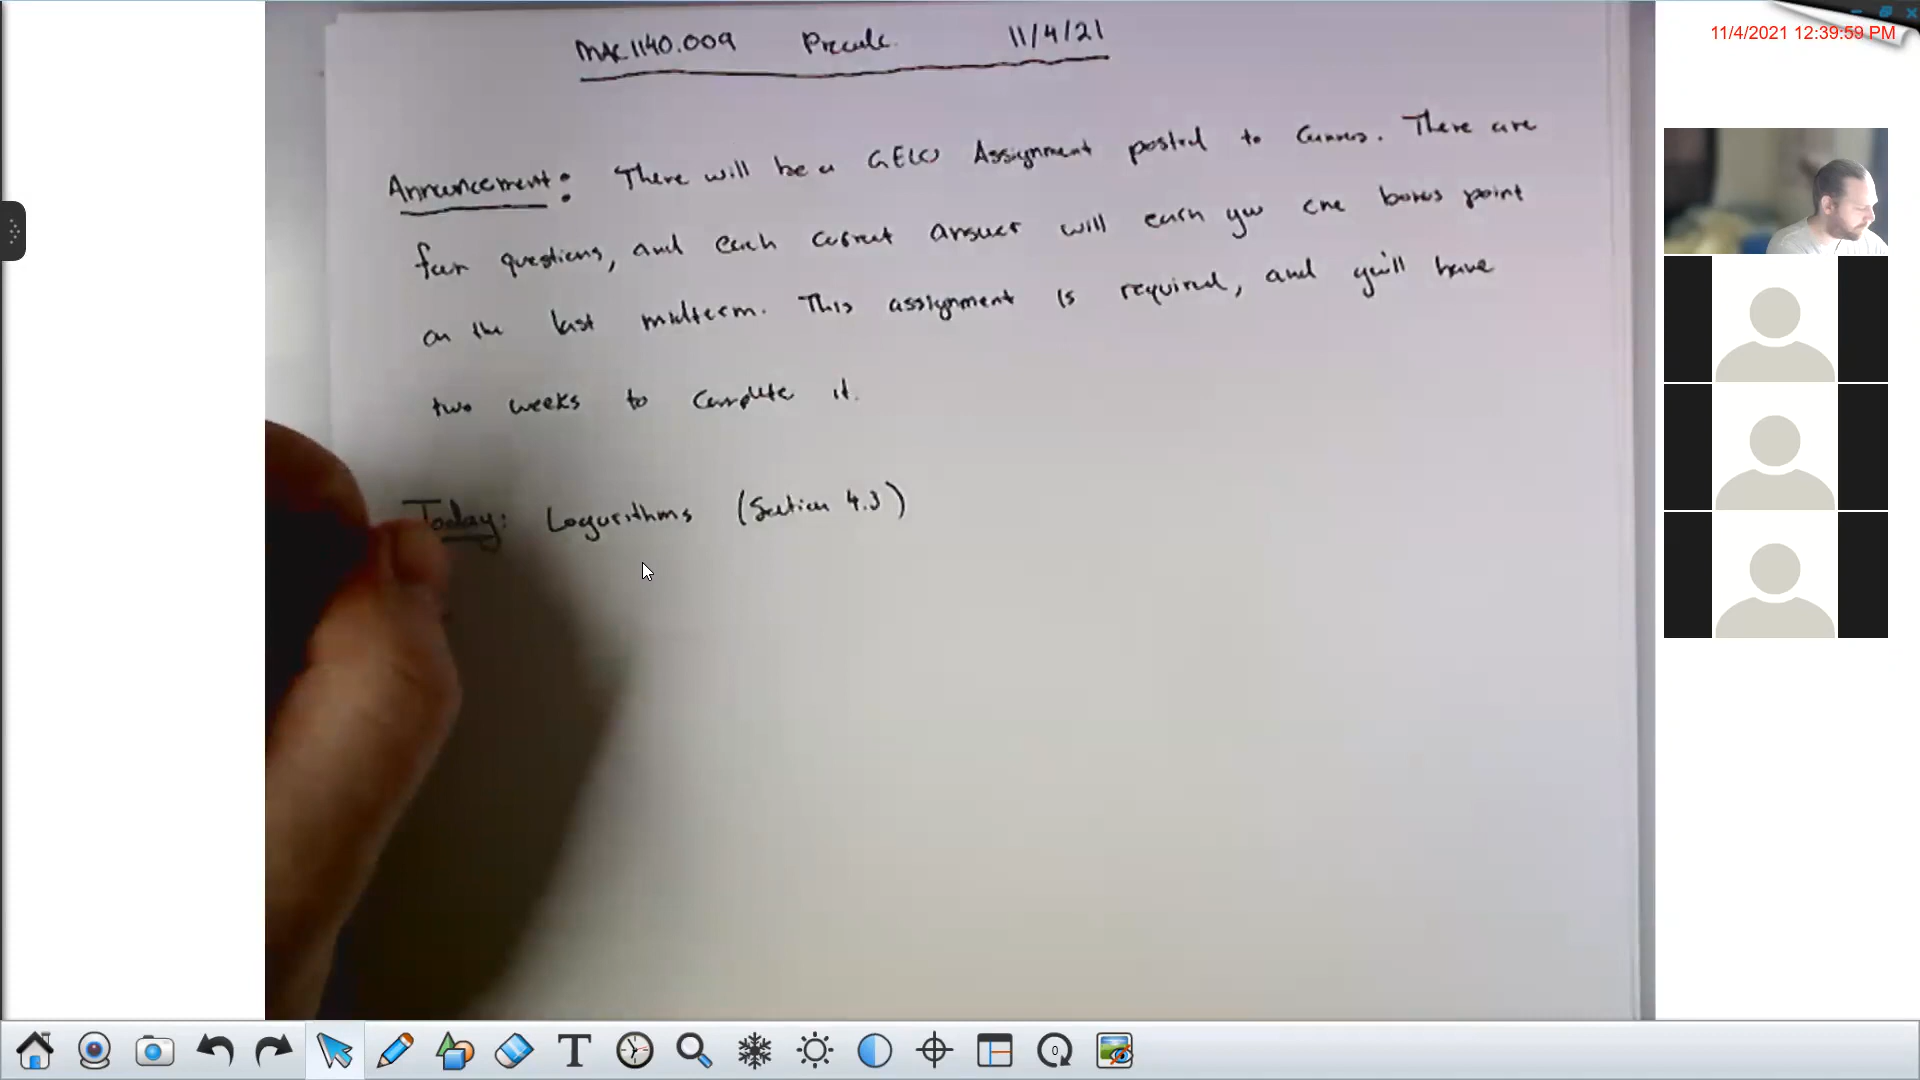 11/4/2021 12:39:59 PM
MAC1140.009 Precalc. 11/4/21
Announcement: There will be a GELO Assignment posted to Canvas. There are
four questions, and each correct answer will earn you one bonus point
on the last midterm. This assignment is required, and you'll have
two weeks to complete it.
Today: Logarithms (Section 4.3)
T
0